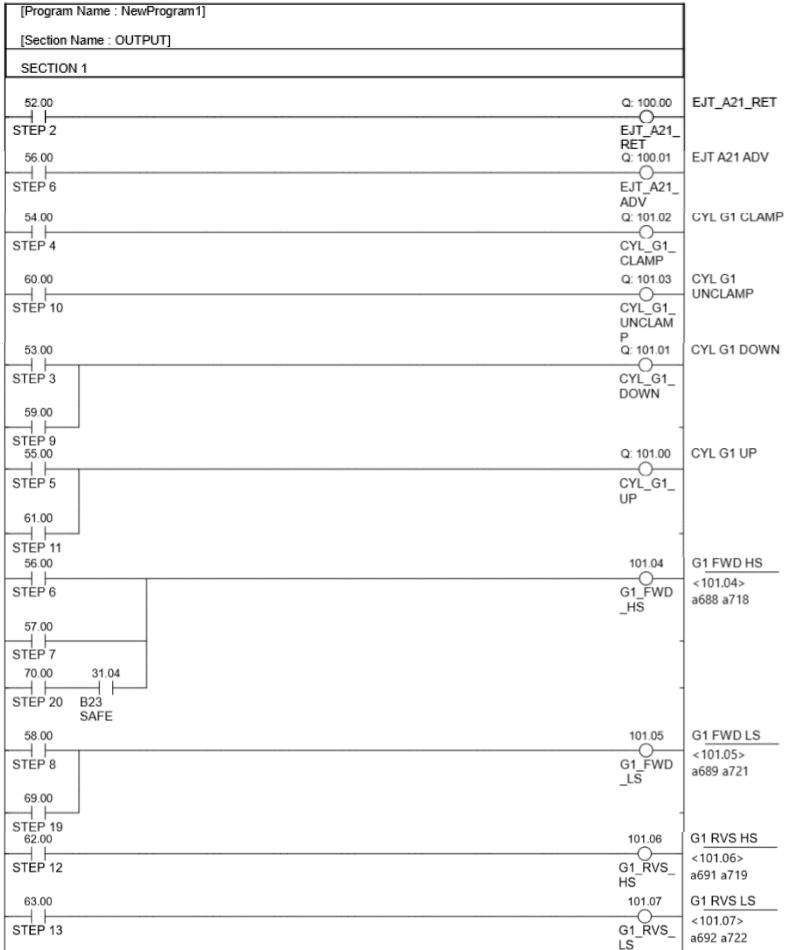 [Program Name : NewProgram1]
[Section Name : OUTPUT]
SECTION 1
52.00
STEP 2
Q: 100.00
EJT_A21_
RET
EJT_A21_RET
56.00
STEP 6
Q: 100.01
EJT_A21_
ADV
EJT A21 ADV
54.00
STEP 4
Q: 101.02
CYL_G1_
CLAMP
CYL G1 CLAMP
60.00
STEP 10
Q: 101.03
CYL_G1_
UNCLAM
P
CYL G1
UNCLAMP
53.00
STEP 3
Q: 101.01
CYL_G1_
DOWN
CYL G1 DOWN
59.00
STEP 9
55.00
STEP 5
Q: 101.00
CYL_G1_
UP
CYL G1 UP
61.00
STEP 11
56.00
STEP 6
101.04
G1_FWD
_HS
G1 FWD HS
<101.04>
a688 a718
57.00
STEP 7
70.00
STEP 20
31.04
B23
SAFE
58.00
STEP 8
101.05
G1_FWD
_LS
G1 FWD LS
<101.05>
a689 a721
69.00
STEP 19
62.00
STEP 12
101.06
G1_RVS_
HS
G1 RVS HS
<101.06>
a691 a719
63.00
STEP 13
101.07
G1_RVS_
LS
G1 RVS LS
<101.07>
a692 a722